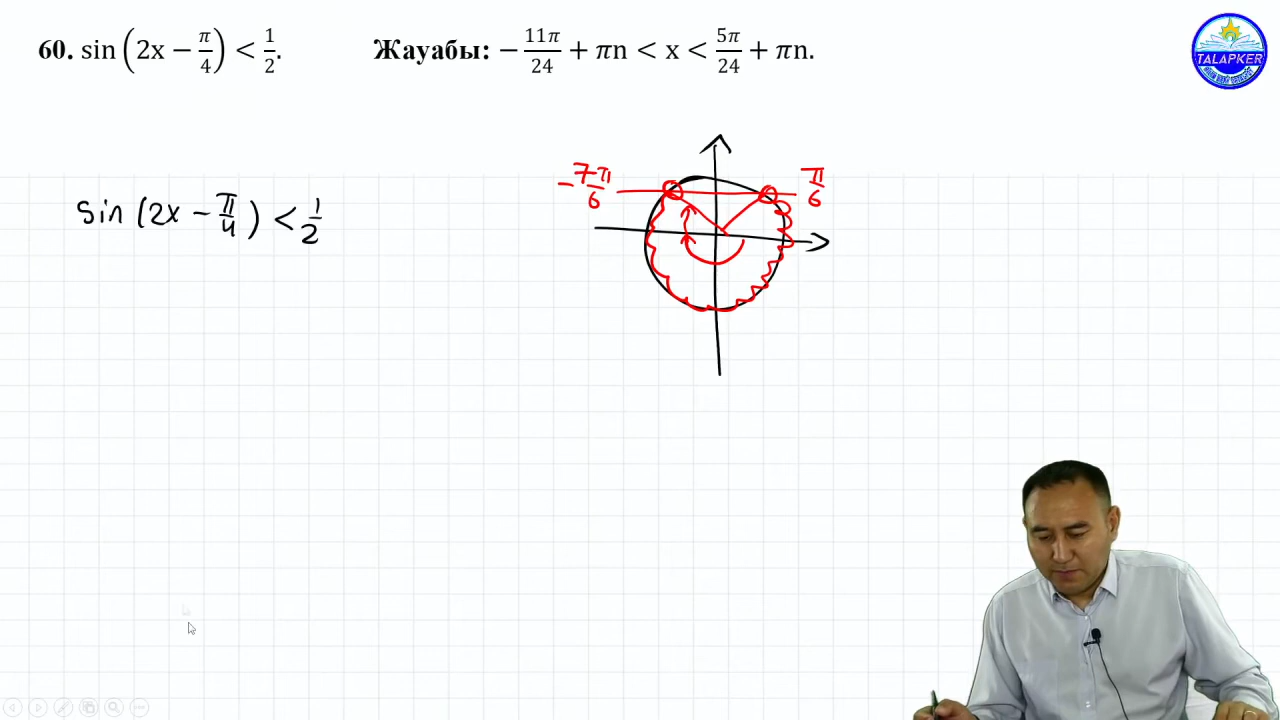 60. sin(2x − π/4) < 1/2.    Жауабы: −11π/24 + πn < x < 5π/24 + πn.
TALAPKER
−7π/6    π/6
sin(2x − π/4) < 1/2